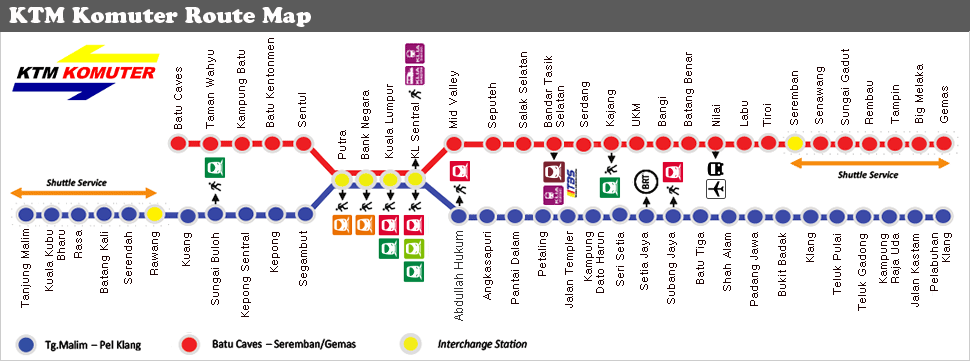 KTM Komuter Route Map
KTM KOMUTER
Batu Caves
Taman Wahyu
Kampung Batu
Batu Kentonmen
Sentul
Putra
Bank Negara
Kuala Lumpur
KL Sentral
Mid Valley
Seputeh
Salak Selatan
Bandar Tasik
Selatan
Serdang
Kajang
UKM
Bangi
Batang Benar
Nilai
Labu
Tiroi
Seremban
Senawang
Sungai Gadut
Rembau
Tampin
Big Melaka
Gemas
Shuttle Service
Shuttle Service
TBS
BRT
Tanjung Malim
Kuala Kubu
Bharu
Rasa
Batang Kali
Serendah
Rawang
Kuang
Sungai Buloh
Kepong Sentral
Kepong
Segambut
Abdullah Hukum
Angkasapuri
Pantai Dalam
Petaling
Jalan Templer
Kampung
Dato Harun
Seri Setia
Setia Jaya
Subang Jaya
Batu Tiga
Shah Alam
Padang Jawa
Bukit Badak
Klang
Teluk Pulai
Teluk Gadong
Kampung
Raja Uda
Jalan Kastam
Pelabuhan
Klang
Tg.Malim – Pel Klang
Batu Caves – Seremban/Gemas
Interchange Station